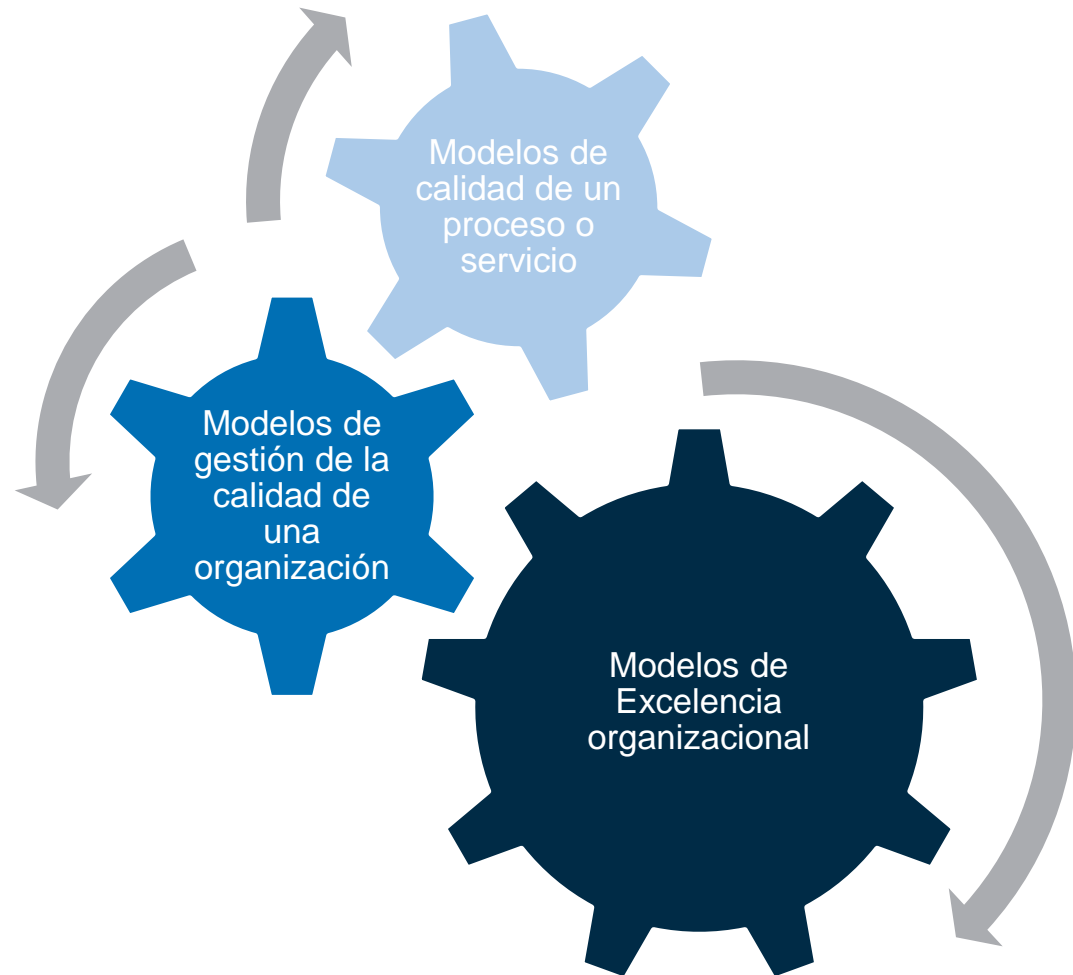 Modelos de
calidad de un
proceso o
servicio
Modelos de
gestión de la
calidad de
una
organización
Modelos de
Excelencia
organizacional